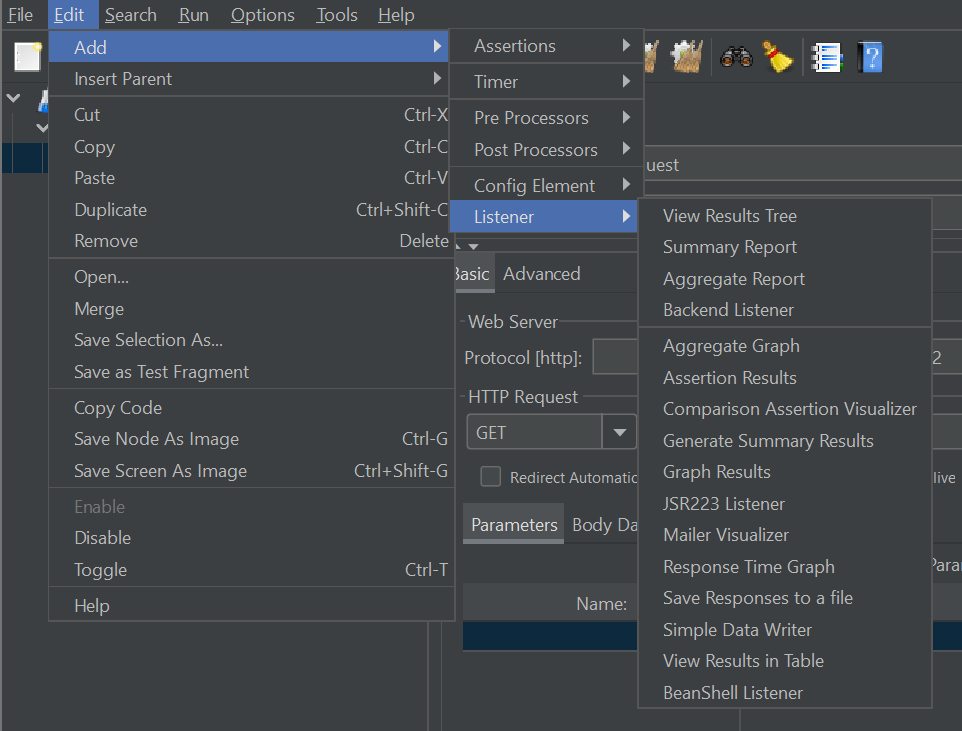 File Edit Search Run Options Tools Help
Add
Insert Parent
Cut Ctrl-X
Copy Ctrl-C
Paste Ctrl-V
Duplicate Ctrl+Shift-C
Remove Delete
Open...
Merge
Save Selection As...
Save as Test Fragment
Copy Code
Save Node As Image Ctrl-G
Save Screen As Image Ctrl+Shift-G
Enable
Disable
Toggle Ctrl-T
Help
Assertions
Timer
Pre Processors
Post Processors
Config Element
Listener
View Results Tree
Summary Report
Aggregate Report
Backend Listener
Aggregate Graph
Assertion Results
Comparison Assertion Visualizer
Generate Summary Results
Graph Results
JSR223 Listener
Mailer Visualizer
Response Time Graph
Save Responses to a file
Simple Data Writer
View Results in Table
BeanShell Listener
uest
Basic Advanced
Web Server
Protocol [http]: 2
HTTP Request
GET
Redirect Automatic live
Parameters Body Da
Para
Name: